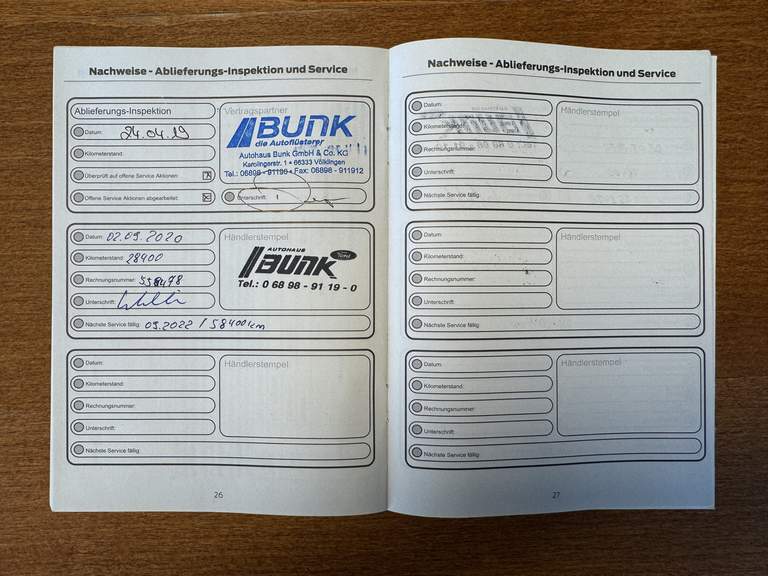 Nachweise - Ablieferungs-Inspektion und Service
Ablieferungs-Inspektion
Datum: 24.04.19
Kilometerstand:
Überprüft auf offene Service Aktionen:
Offene Service Aktionen abgearbeitet:
Vertragspartner
BUNK
die Autoflüsterer
Autohaus Bunk GmbH & Co. KG
Karolingerstr. 1 • 66333 Völklingen
Tel.: 06898 - 91190 • Fax: 06898 - 911912
Unterschrift:
Datum: 02.09.2020
Kilometerstand: 28400
Rechnungsnummer: 558478
Unterschrift:
Nächste Service fällig: 09.2022 / 58400km
Händlerstempel
AUTOHAUS
BUNK
Ford
Tel.: 0 68 98 - 91 19 - 0
Datum:
Kilometerstand:
Rechnungsnummer:
Unterschrift:
Nächste Service fällig:
Händlerstempel
26
Nachweise - Ablieferungs-Inspektion und Service
Datum:
Kilometerstand:
Rechnungsnummer:
Unterschrift:
Nächste Service fällig:
Händlerstempel
Datum:
Kilometerstand:
Rechnungsnummer:
Unterschrift:
Nächste Service fällig:
Händlerstempel
Datum:
Kilometerstand:
Rechnungsnummer:
Unterschrift:
Nächste Service fällig:
Händlerstempel
27